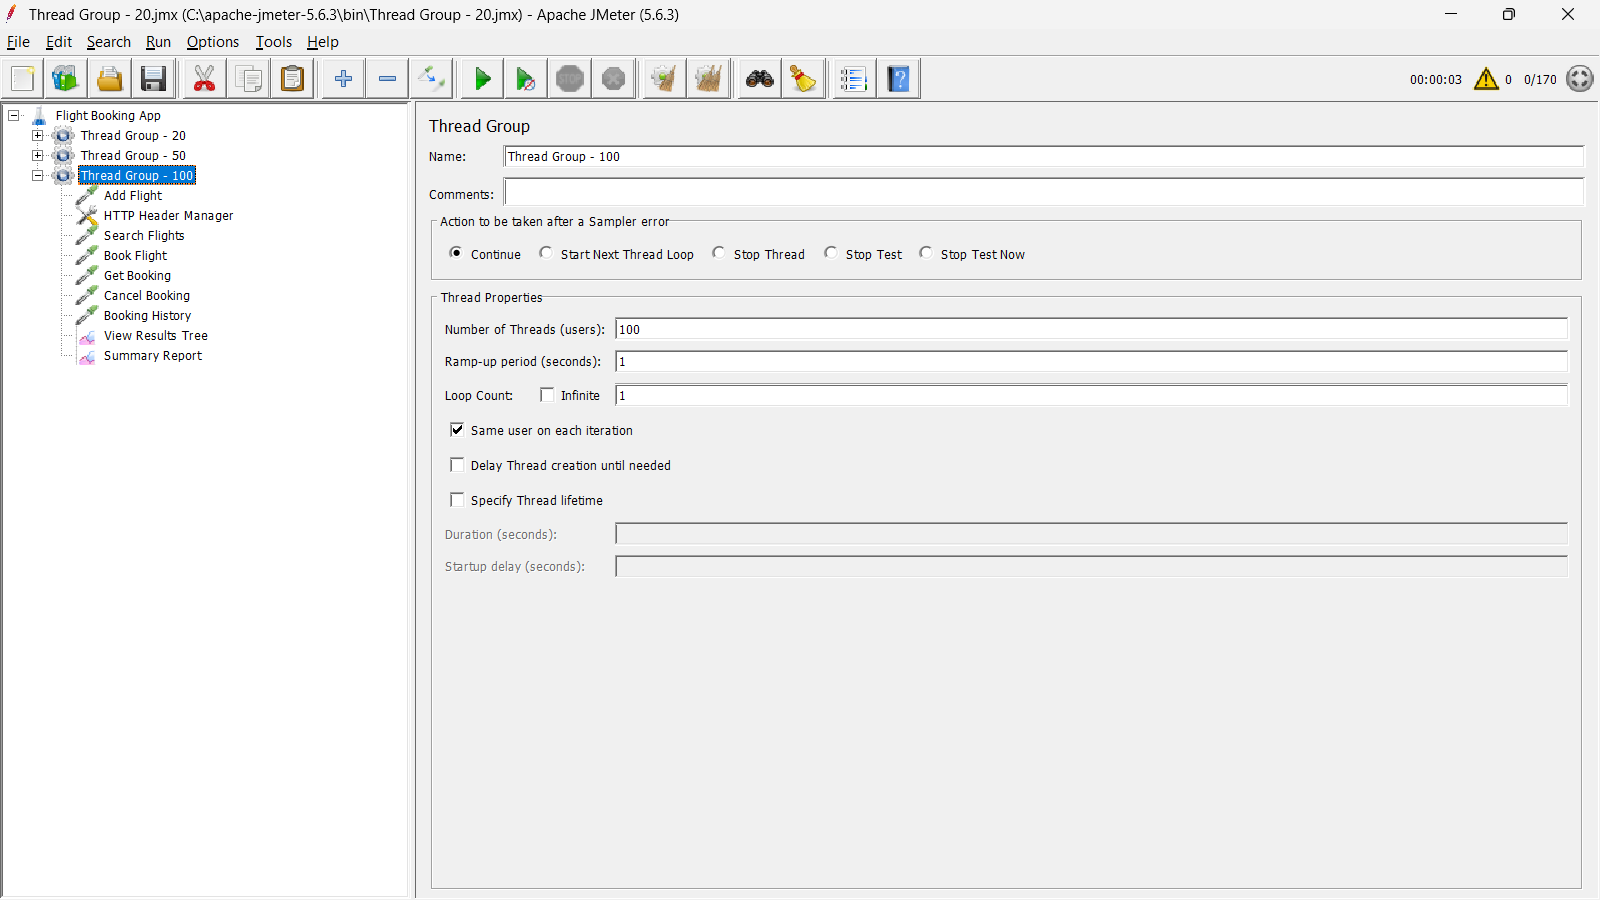 Thread Group - 20.jmx (C:\apache-jmeter-5.6.3\bin\Thread Group - 20.jmx) - Apache JMeter (5.6.3)
File Edit Search Run Options Tools Help
STOP
00:00:03 0 0/170
Flight Booking App
Thread Group - 20
Thread Group - 50
Thread Group - 100
Add Flight
HTTP Header Manager
Search Flights
Book Flight
Get Booking
Cancel Booking
Booking History
View Results Tree
Summary Report
Thread Group
Name: Thread Group - 100
Comments:
Action to be taken after a Sampler error
Continue Start Next Thread Loop Stop Thread Stop Test Stop Test Now
Thread Properties
Number of Threads (users): 100
Ramp-up period (seconds): 1
Loop Count: Infinite 1
Same user on each iteration
Delay Thread creation until needed
Specify Thread lifetime
Duration (seconds):
Startup delay (seconds):